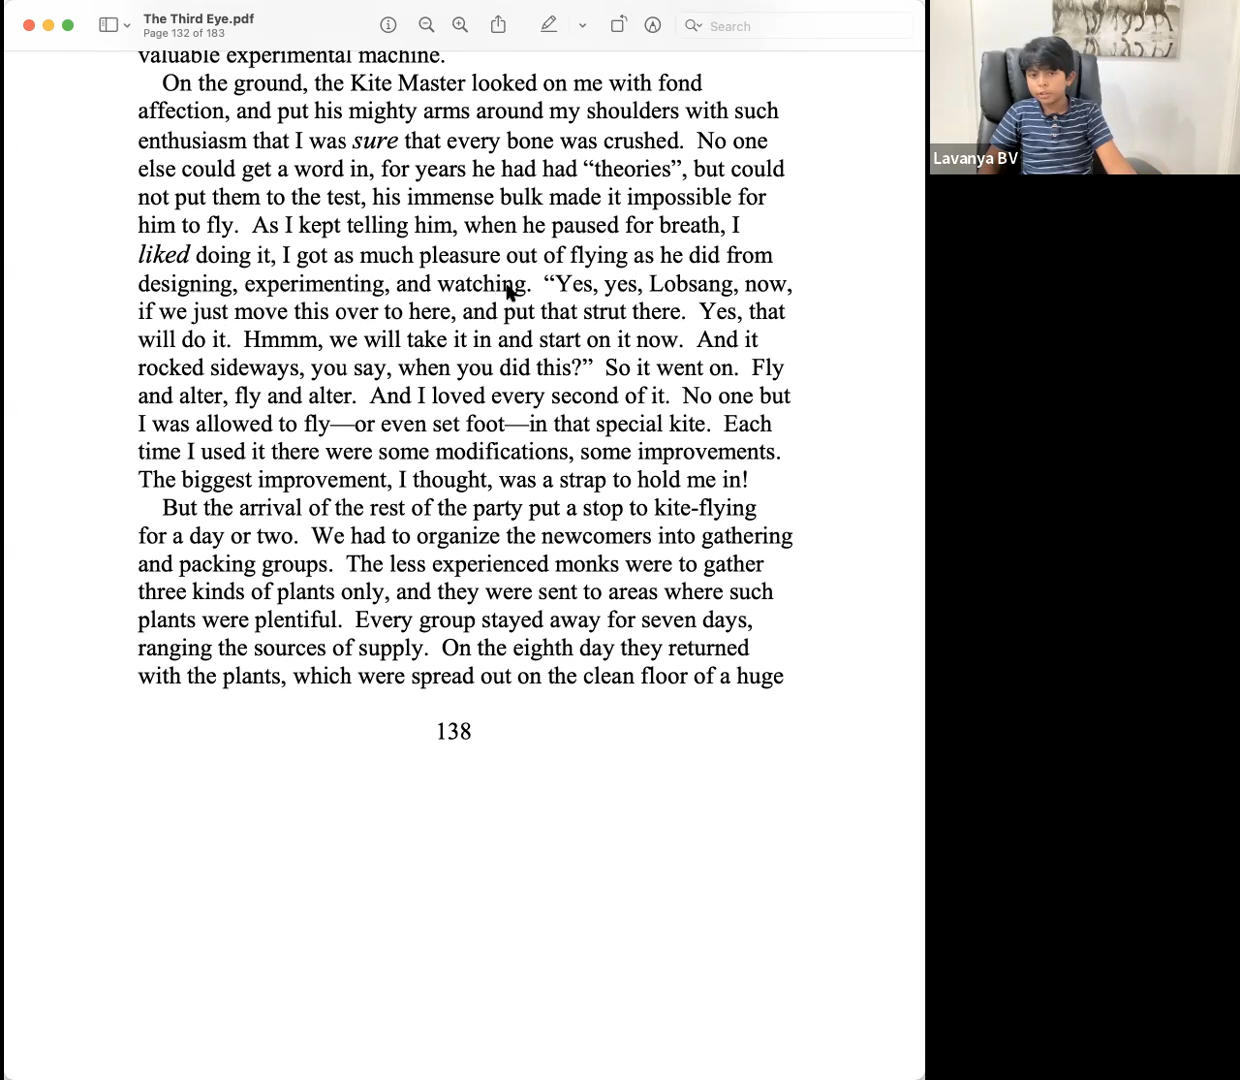 The Third Eye.pdf
Page 132 of 183
Search
Lavanya BV
valuable experimental machine.
On the ground, the Kite Master looked on me with fond
affection, and put his mighty arms around my shoulders with such
enthusiasm that I was sure that every bone was crushed. No one
else could get a word in, for years he had had “theories”, but could
not put them to the test, his immense bulk made it impossible for
him to fly. As I kept telling him, when he paused for breath, I
liked doing it, I got as much pleasure out of flying as he did from
designing, experimenting, and watching. “Yes, yes, Lobsang, now,
if we just move this over to here, and put that strut there. Yes, that
will do it. Hmmm, we will take it in and start on it now. And it
rocked sideways, you say, when you did this?” So it went on. Fly
and alter, fly and alter. And I loved every second of it. No one but
I was allowed to fly—or even set foot—in that special kite. Each
time I used it there were some modifications, some improvements.
The biggest improvement, I thought, was a strap to hold me in!
But the arrival of the rest of the party put a stop to kite-flying
for a day or two. We had to organize the newcomers into gathering
and packing groups. The less experienced monks were to gather
three kinds of plants only, and they were sent to areas where such
plants were plentiful. Every group stayed away for seven days,
ranging the sources of supply. On the eighth day they returned
with the plants, which were spread out on the clean floor of a huge
138